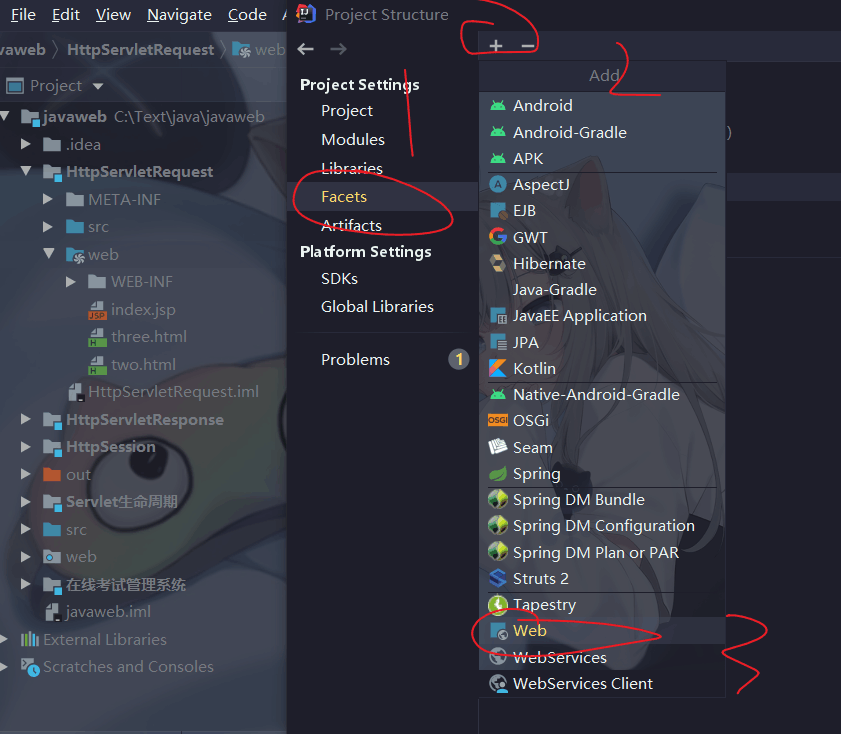 File Edit View Navigate Code
Project Structure
vaweb HttpServletRequest web
Project
javaweb C:\Text\java\javaweb
.idea
HttpServletRequest
META-INF
src
web
WEB-INF
index.jsp
three.html
two.html
HttpServletRequest.iml
HttpServletResponse
HttpSession
out
Servlet生命周期
src
web
在线考试管理系统
javaweb.iml
External Libraries
Scratches and Consoles
Project Settings
Project
Modules
Libraries
Facets
Artifacts
Platform Settings
SDKs
Global Libraries
Problems 1
1
2
3
Add
Android
Android-Gradle
APK
AspectJ
EJB
GWT
Hibernate
Java-Gradle
JavaEE Application
JPA
Kotlin
Native-Android-Gradle
OSGi
Seam
Spring
Spring DM Bundle
Spring DM Configuration
Spring DM Plan or PAR
Struts 2
Tapestry
Web
WebServices
WebServices Client